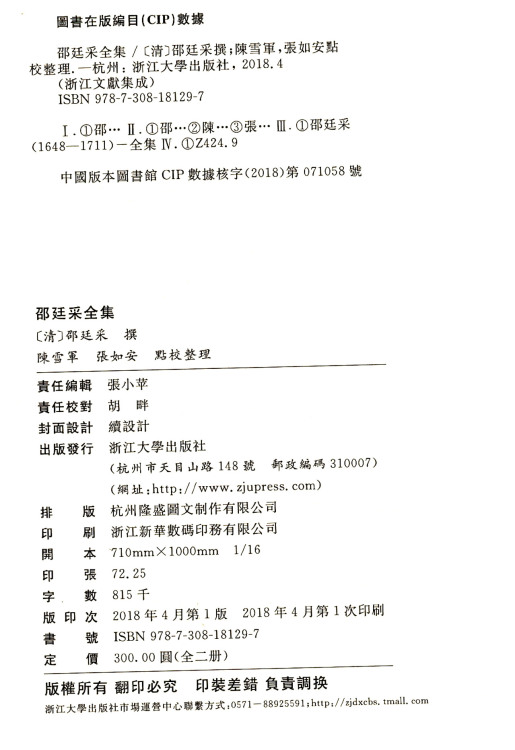 圖書在版編目(CIP)數據
邵廷采全集 /〔清〕邵廷采撰;陳雪軍,張如安點
校整理.—杭州: 浙江大學出版社, 2018.4
(浙江文獻集成)
ISBN 978-7-308-18129-7
Ⅰ.①邵… Ⅱ.①邵…②陳…③張… Ⅲ.①邵廷采
(1648—1711)－全集 Ⅳ.①Z424.9
中國版本圖書館 CIP 數據核字(2018)第 071058 號
邵廷采全集
〔清〕邵廷采 撰
陳雪軍 張如安 點校整理
責任編輯 張小苹
責任校對 胡 畔
封面設計 續設計
出版發行 浙江大學出版社
(杭州市天目山路 148 號 郵政編碼 310007)
(網址:http://www.zjupress.com)
排 版 杭州隆盛圖文制作有限公司
印 刷 浙江新華數碼印務有限公司
開 本 710mm×1000mm 1/16
印 張 72.25
字 數 815 千
版 印 次 2018 年 4 月第 1 版 2018 年 4 月第 1 次印刷
書 號 ISBN 978-7-308-18129-7
定 價 300.00 圓(全二册)
版權所有 翻印必究 印裝差錯 負責調換
浙江大學出版社市場運營中心聯繫方式:0571－88925591;http://zjdxcbs.tmall.com